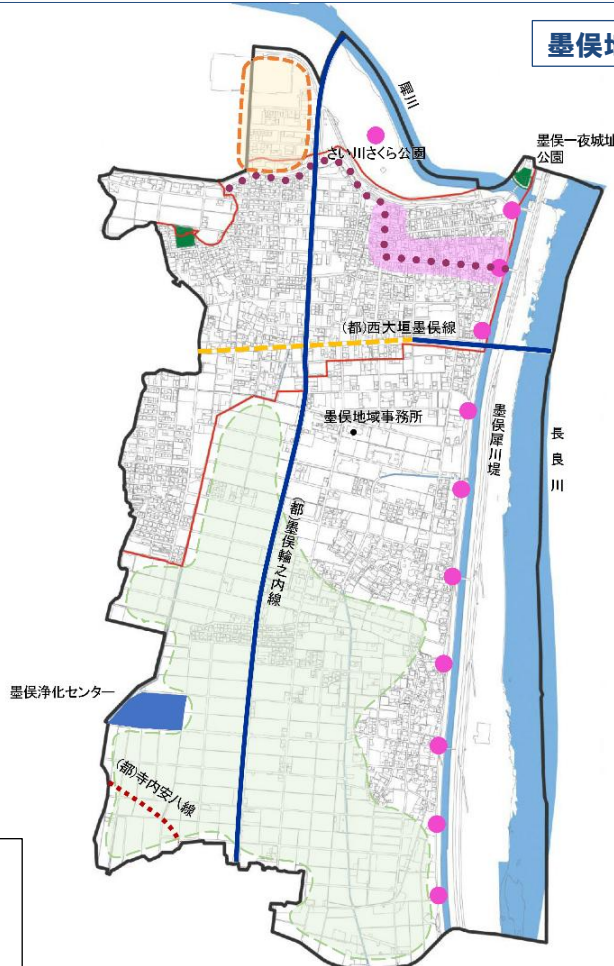 墨俣地
犀川
さい川さくら公園
墨俣一夜城址
公園
(都)西大垣墨俣線
墨俣地域事務所
墨俣犀川堤
長良川
(都)墨俣輪之内線
墨俣浄化センター
(都)寺内安八線